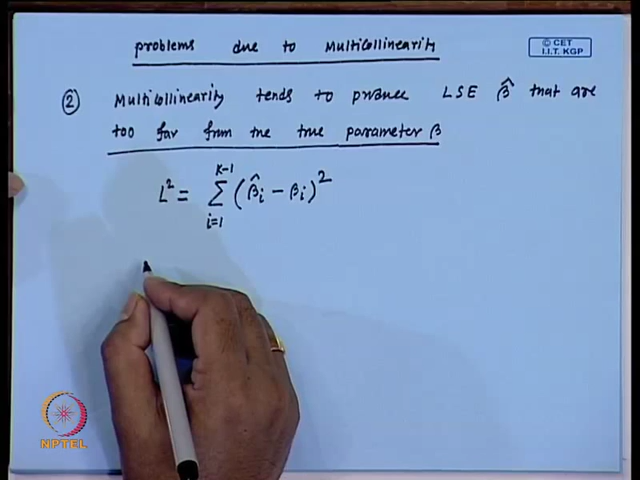 problems due to Multicollinearity
© CET
I.I.T. KGP
② Multicollinearity tends to produce LSE β̂ that are
too far from the true parameter β
L² = Σ_{i=1}^{K-1} (β̂ᵢ - βᵢ)²
NPTEL